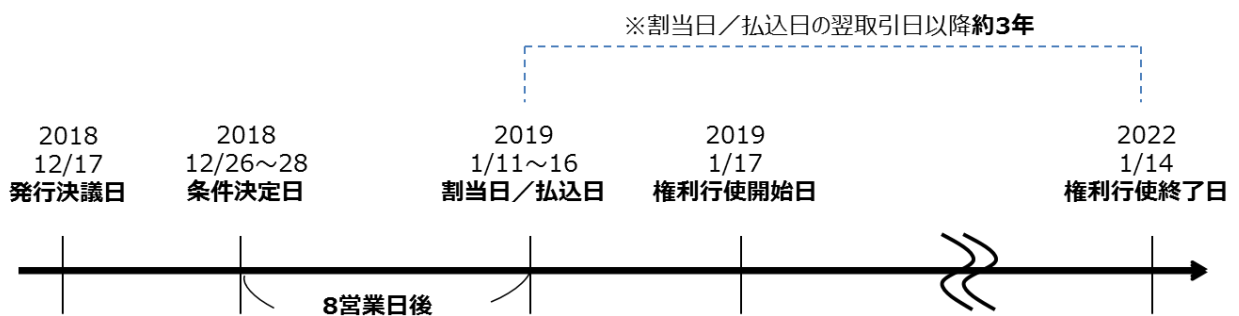 ※割当日／払込日の翌取引日以降約3年
2018
12/17
発行決議日
2018
12/26～28
条件決定日
2019
1/11～16
割当日／払込日
2019
1/17
権利行使開始日
2022
1/14
権利行使終了日
8営業日後